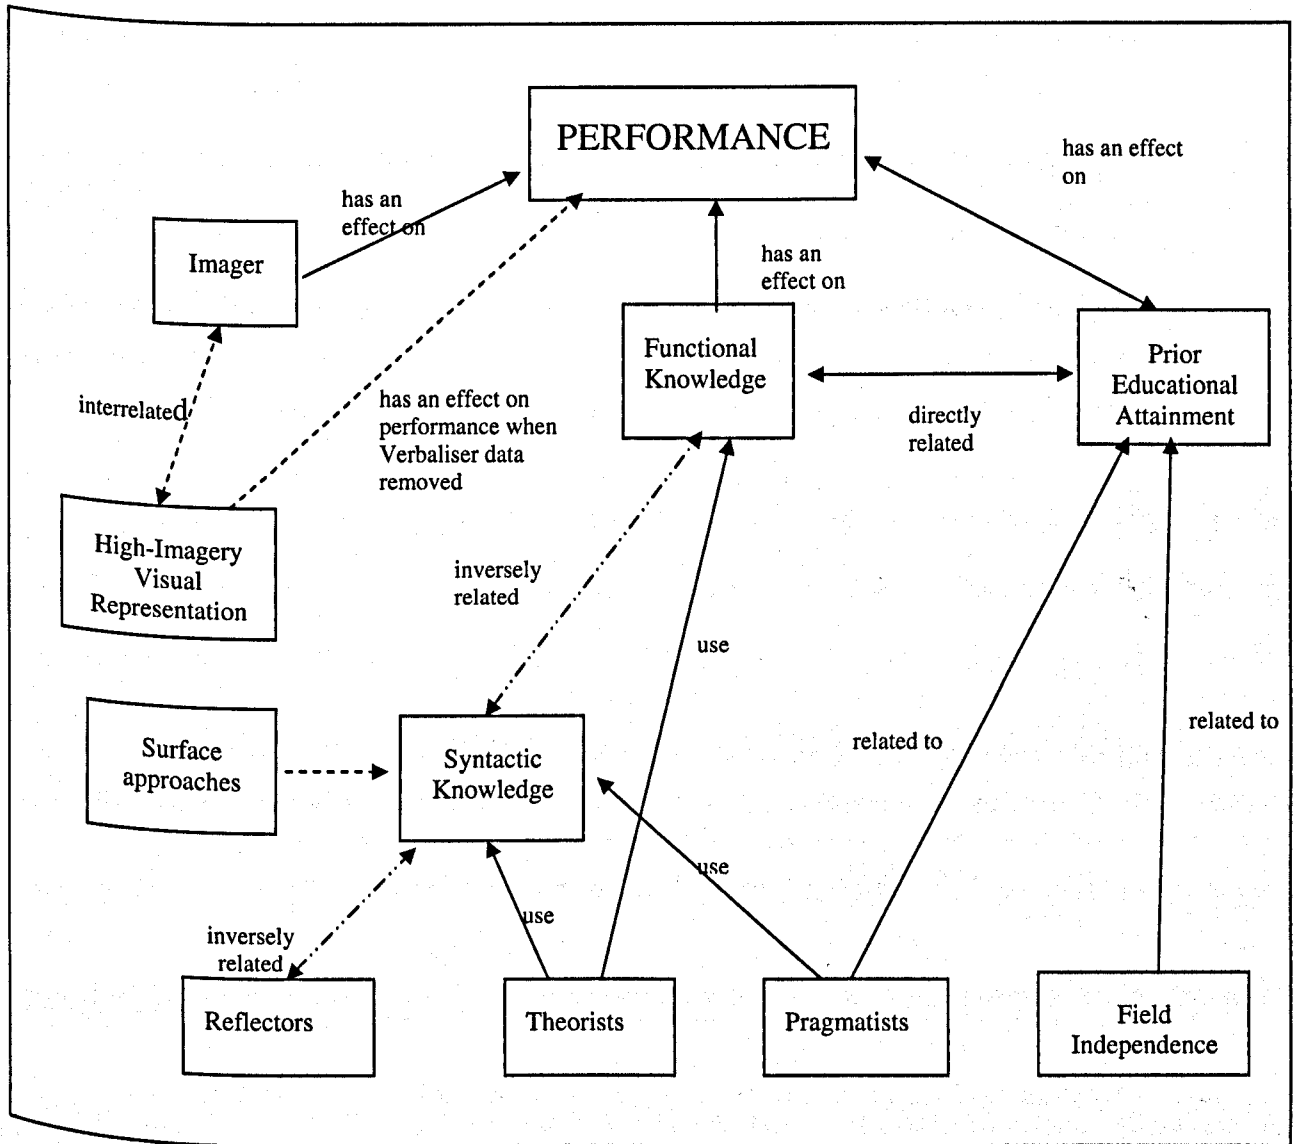 PERFORMANCE
has an effect
on
has an
effect on
Imager
has an
effect on
Functional
Knowledge
Prior
Educational
Attainment
interrelated
has an effect on
performance when
Verbaliser data
removed
directly
related
High-Imagery
Visual
Representation
inversely
related
use
Surface
approaches
Syntactic
Knowledge
related to
related to
use
use
inversely
related
Reflectors
Theorists
Pragmatists
Field
Independence